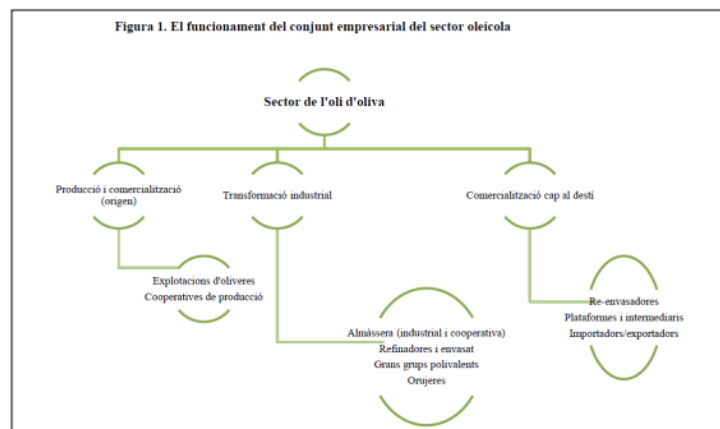 Figura 1. El funcionament del conjunt empresarial del sector oleícola
Sector de l'oli d'oliva
Producció i comercialització
(origen)
Transformació industrial
Comercialització cap al destí
Explotacions d'oliveres
Cooperatives de producció
Almàssera (industrial i cooperativa)
Refinadores i envasat
Grans grups polivalents
Orujeres
Re-envasadores
Plataformes i intermediaris
Importadors/exportadors